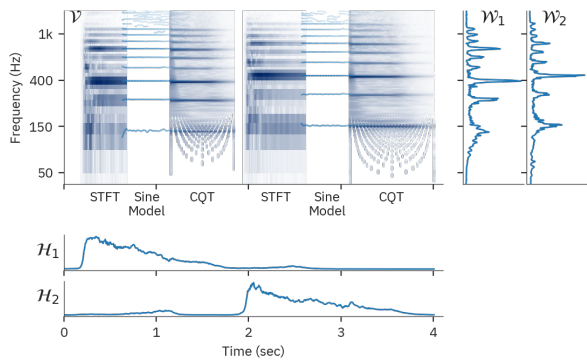 𝒱
𝒲1
𝒲2
Frequency (Hz)
1k
400
150
50
STFT
Sine
Model
CQT
STFT
Sine
Model
CQT
ℋ1
ℋ2
0
1
2
3
4
Time (sec)